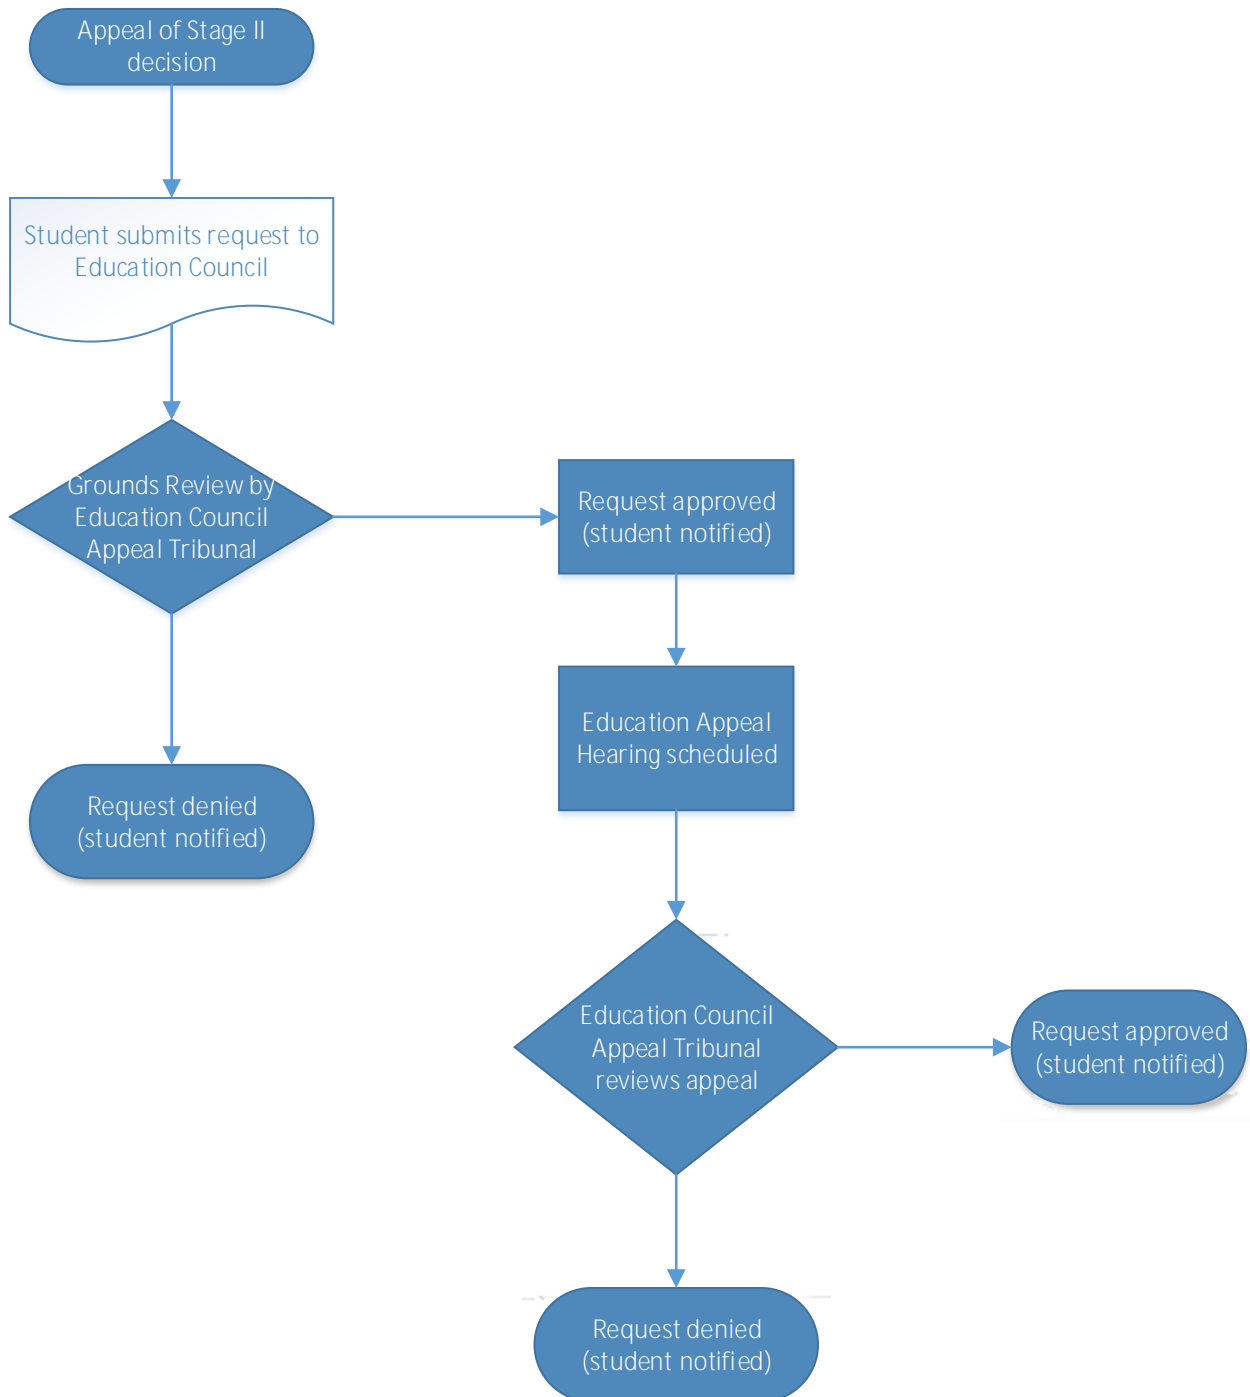 Appeal of Stage II
decision
Student submits request to
Education Council
Grounds Review by
Education Council
Appeal Tribunal
Request approved
(student notified)
Education Appeal
Hearing scheduled
Request denied
(student notified)
Education Council
Appeal Tribunal
reviews appeal
Request approved
(student notified)
Request denied
(student notified)